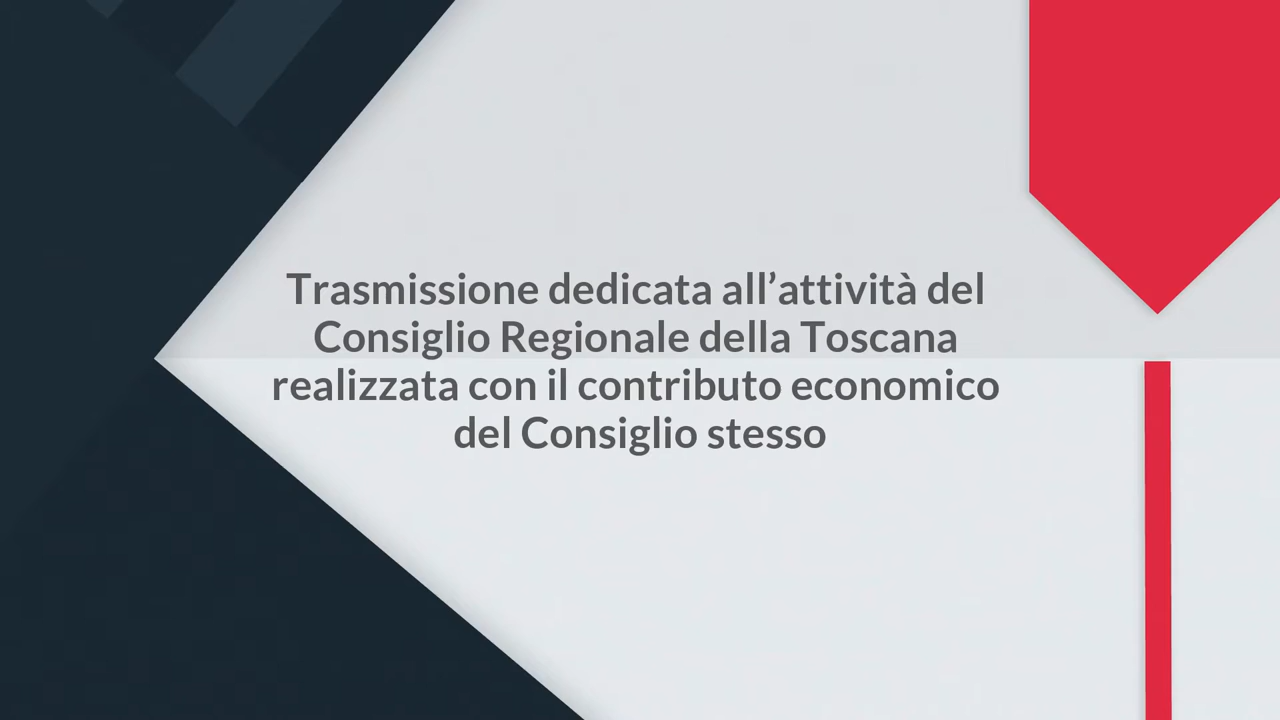 Trasmissione dedicata all’attività del
Consiglio Regionale della Toscana
realizzata con il contributo economico
del Consiglio stesso